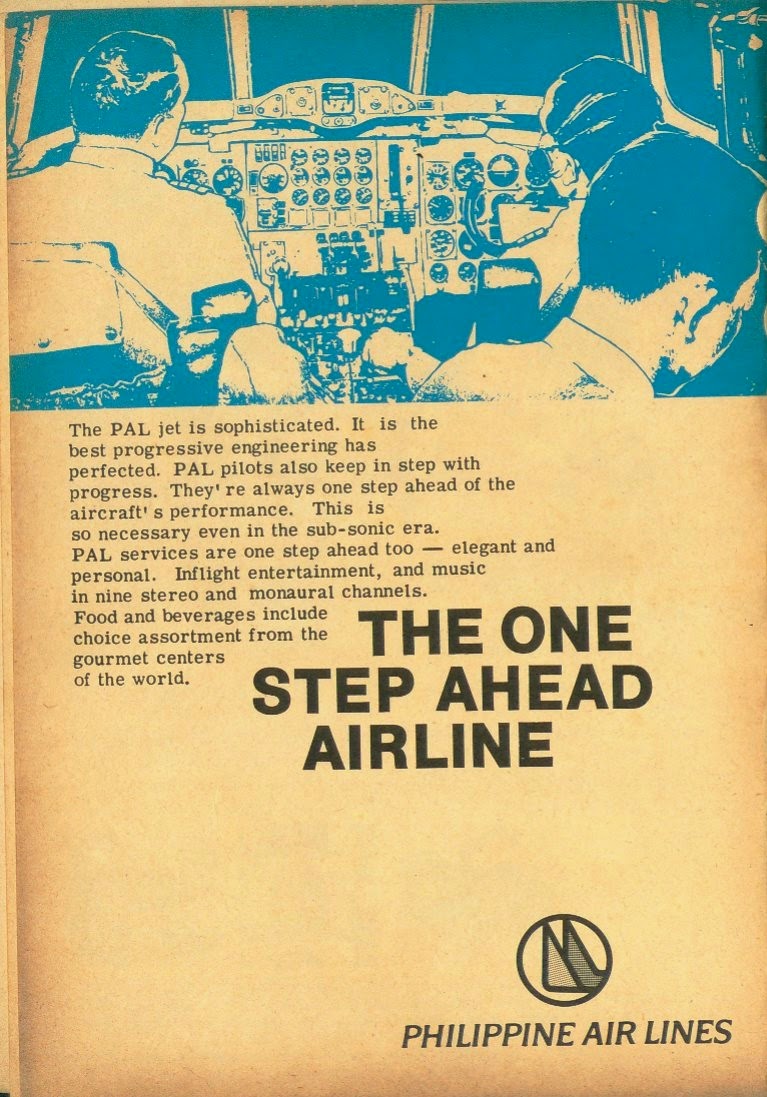 The PAL jet is sophisticated. It is the
best progressive engineering has
perfected. PAL pilots also keep in step with
progress. They're always one step ahead of the
aircraft's performance. This is
so necessary even in the sub-sonic era.
PAL services are one step ahead too — elegant and
personal. Inflight entertainment, and music
in nine stereo and monaural channels.
Food and beverages include
choice assortment from the
gourmet centers
of the world.
THE ONE
STEP AHEAD
AIRLINE
PHILIPPINE AIR LINES